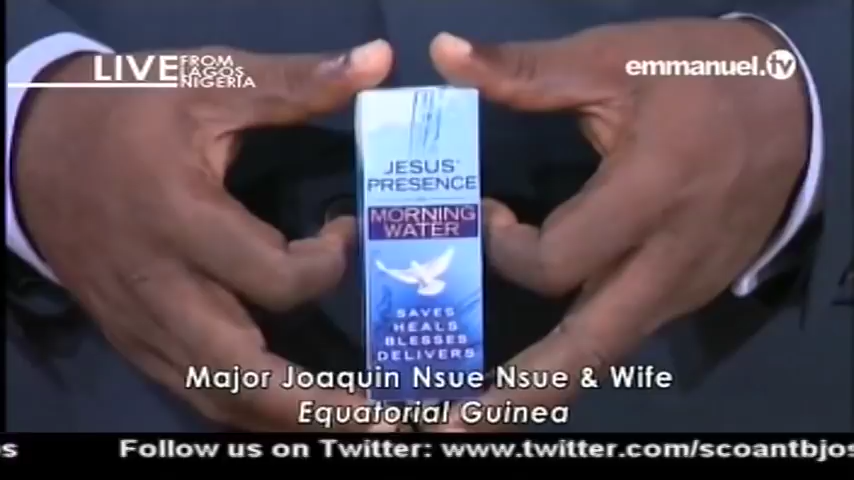 LIVE FROM LAGOS NIGERIA
emmanuel.tv
JESUS'
PRESENCE
MORNING
WATER
SAVES
HEALS
BLESSES
DELIVERS
Major Joaquin Nsue Nsue & Wife
Equatorial Guinea
os Follow us on Twitter: www.twitter.com/scoantbjos